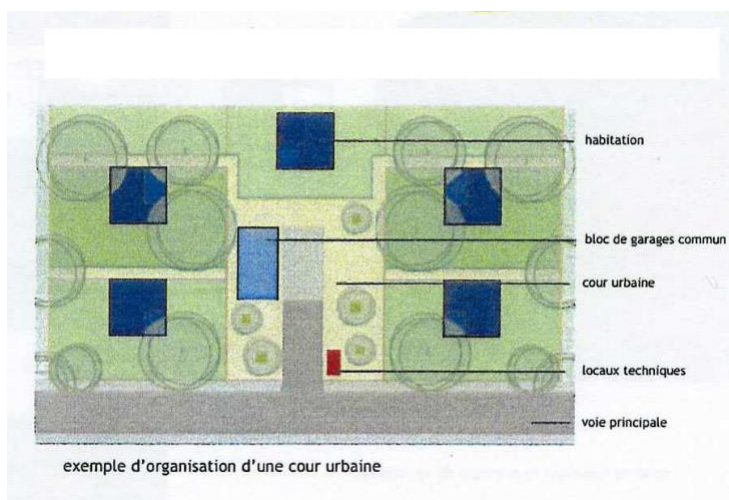 habitation
bloc de garages commun
cour urbaine
locaux techniques
voie principale
exemple d'organisation d'une cour urbaine